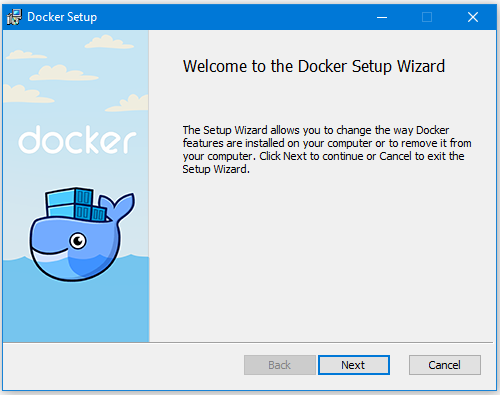 Docker Setup
Welcome to the Docker Setup Wizard
docker
The Setup Wizard allows you to change the way Docker
features are installed on your computer or to remove it from
your computer. Click Next to continue or Cancel to exit the
Setup Wizard.
Back
Next
Cancel